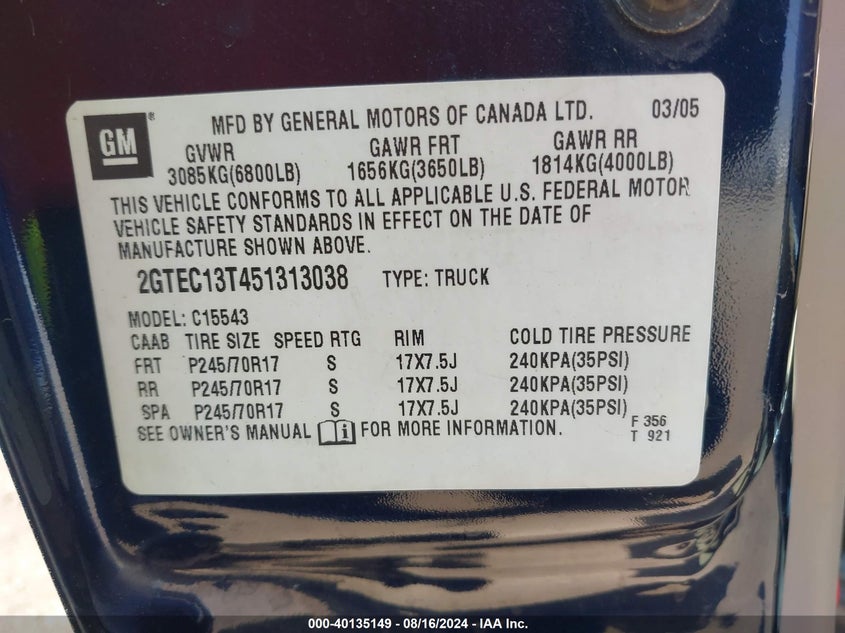 GM
MFD BY GENERAL MOTORS OF CANADA LTD. 03/05
GVWR GAWR FRT GAWR RR
3085KG(6800LB) 1656KG(3650LB) 1814KG(4000LB)
THIS VEHICLE CONFORMS TO ALL APPLICABLE U.S. FEDERAL MOTOR
VEHICLE SAFETY STANDARDS IN EFFECT ON THE DATE OF
MANUFACTURE SHOWN ABOVE.
2GTEC13T451313038 TYPE: TRUCK
MODEL: C15543
CAAB TIRE SIZE SPEED RTG RIM COLD TIRE PRESSURE
FRT P245/70R17 S 17X7.5J 240KPA(35PSI)
RR P245/70R17 S 17X7.5J 240KPA(35PSI)
SPA P245/70R17 S 17X7.5J 240KPA(35PSI)
SEE OWNER'S MANUAL FOR MORE INFORMATION. F 356
T 921
000-40135149 - 08/16/2024 - IAA Inc.